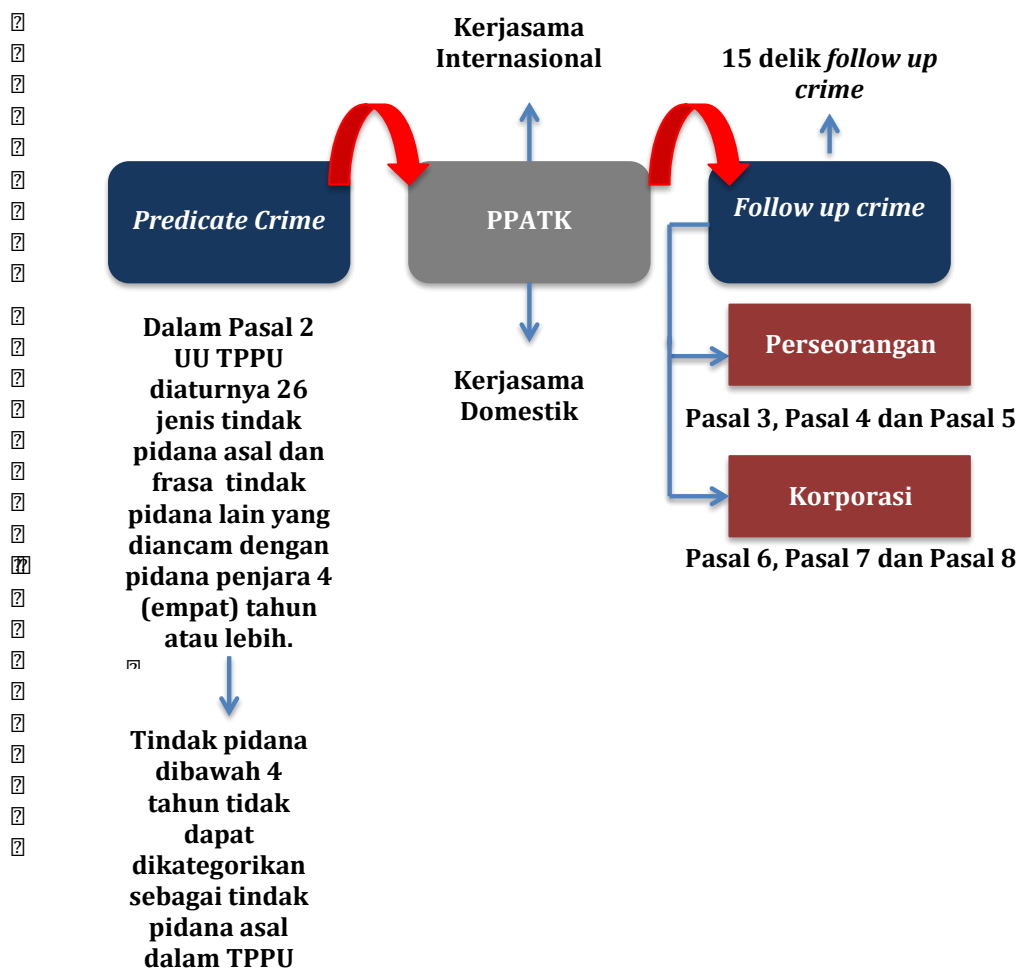 Kerjasama
Internasional
15 delik follow up
crime
Predicate Crime
PPATK
Follow up crime
Dalam Pasal 2
UU TPPU
diaturnya 26
jenis tindak
pidana asal dan
frasa tindak
pidana lain yang
diancam dengan
pidana penjara 4
(empat) tahun
atau lebih.
Kerjasama
Domestik
Perseorangan
Pasal 3, Pasal 4 dan Pasal 5
Korporasi
Pasal 6, Pasal 7 dan Pasal 8
Tindak pidana
dibawah 4
tahun tidak
dapat
dikategorikan
sebagai tindak
pidana asal
dalam TPPU